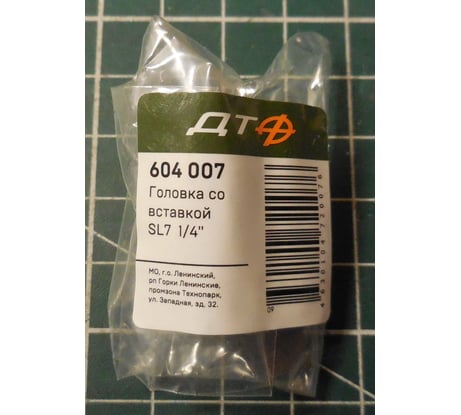 ДТФ
604 007
Головка со
вставкой
SL7 1/4"
МО, г.о. Ленинский,
рп Горки Ленинские,
промзона Технопарк,
ул. Западная, зд. 32.
09